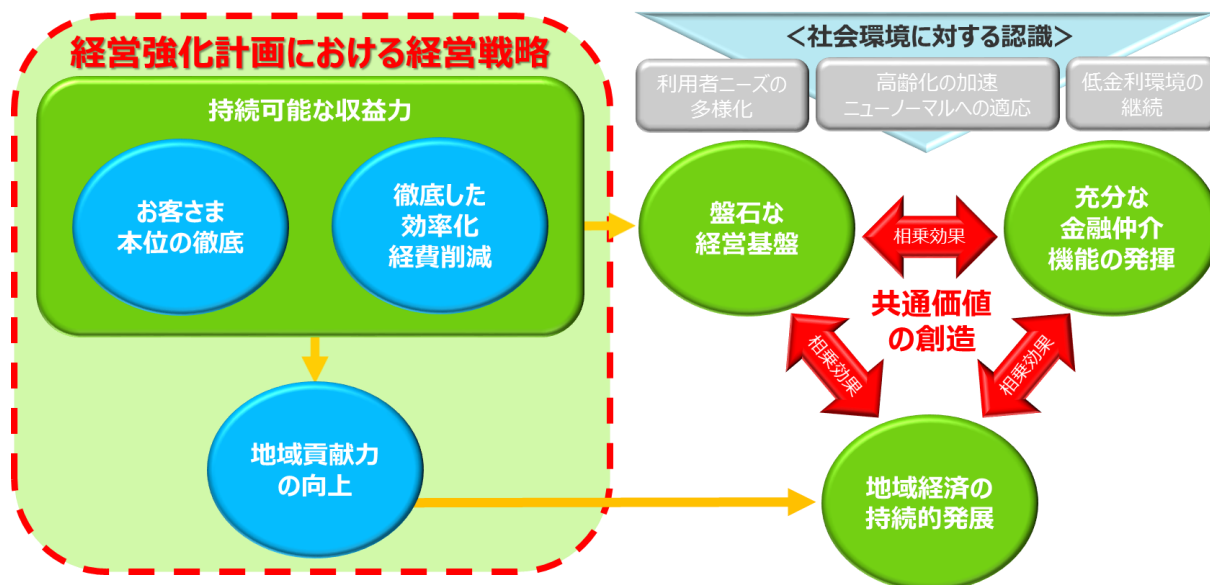 経営強化計画における経営戦略
持続可能な収益力
お客さま
本位の徹底
徹底した
効率化
経費削減
地域貢献力
の向上
＜社会環境に対する認識＞
利用者ニーズの
多様化
高齢化の加速
ニューノーマルへの適応
低金利環境の
継続
盤石な
経営基盤
相乗効果
充分な
金融仲介
機能の発揮
共通価値
の創造
相乗効果
相乗効果
地域経済の
持続的発展